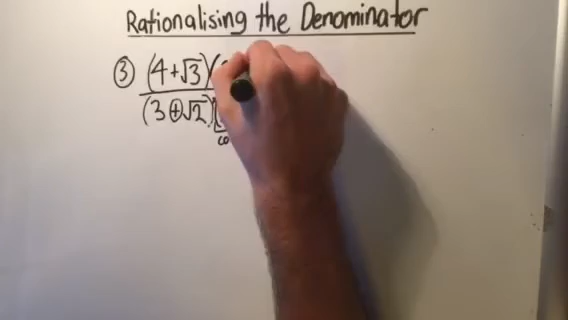 Rationalising the Denominator
③ (4+√3)(
(3⊕√2)